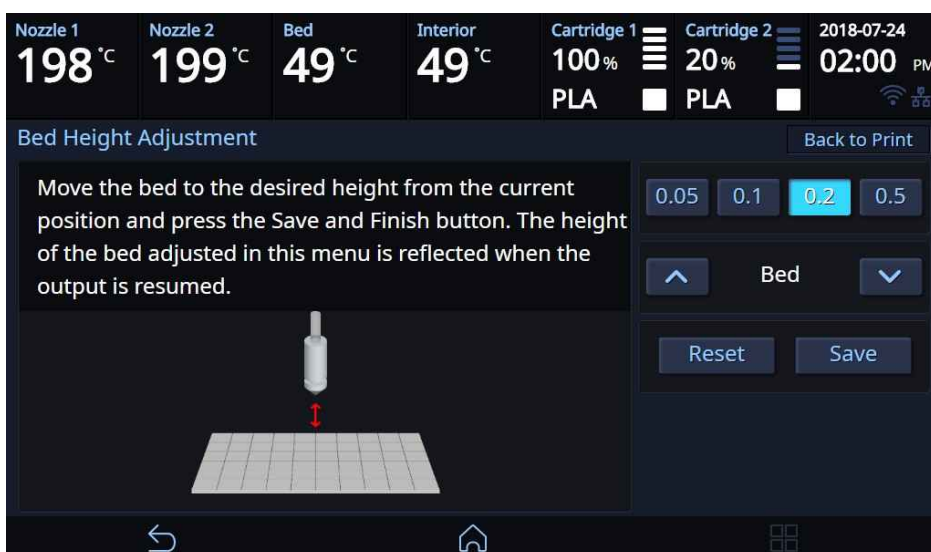 Nozzle 1
198 °C
Nozzle 2
199 °C
Bed
49 °C
Interior
49 °C
Cartridge 1
100 %
PLA
Cartridge 2
20 %
PLA
2018-07-24
02:00 PM
Bed Height Adjustment
Back to Print
Move the bed to the desired height from the current
position and press the Save and Finish button. The height
of the bed adjusted in this menu is reflected when the
output is resumed.
0.05 0.1 0.2 0.5
Bed
Reset Save